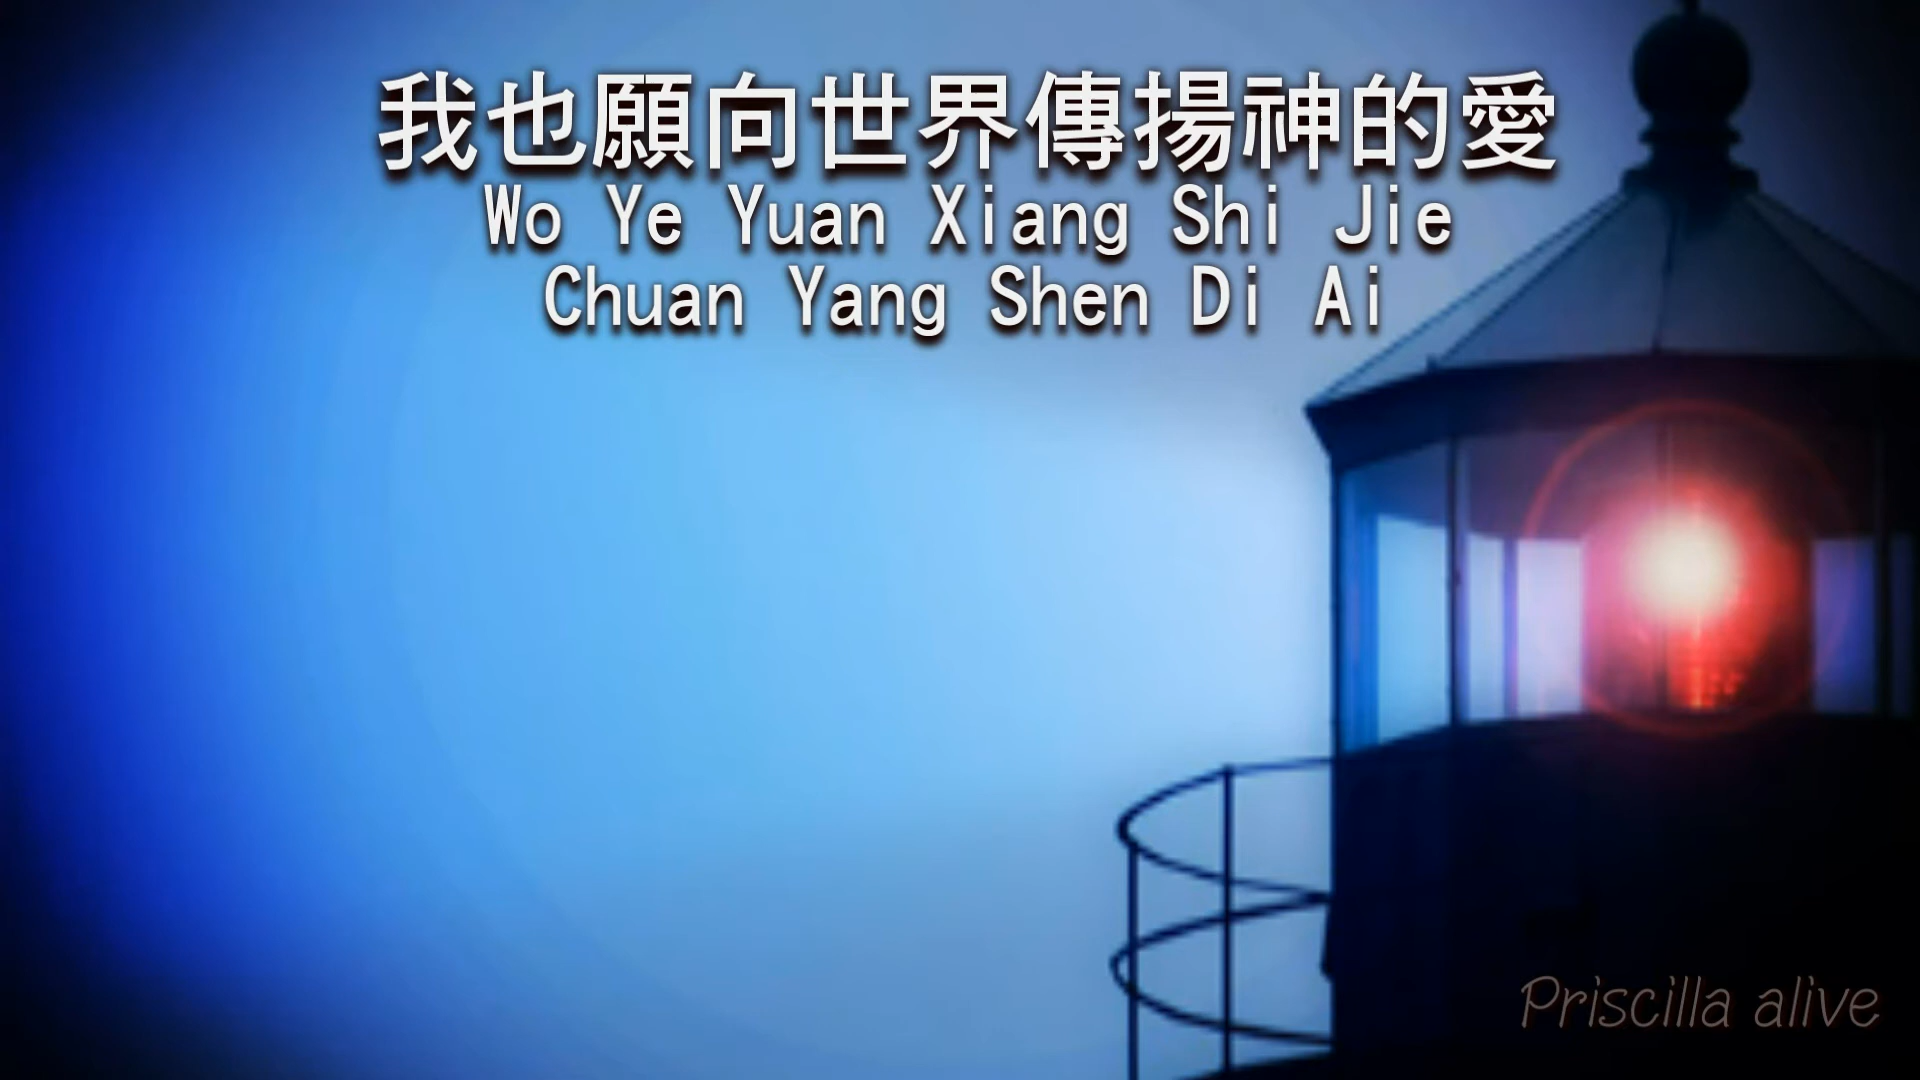 我也願向世界傳揚神的愛
Wo Ye Yuan Xiang Shi Jie
Chuan Yang Shen Di Ai
Priscilla alive